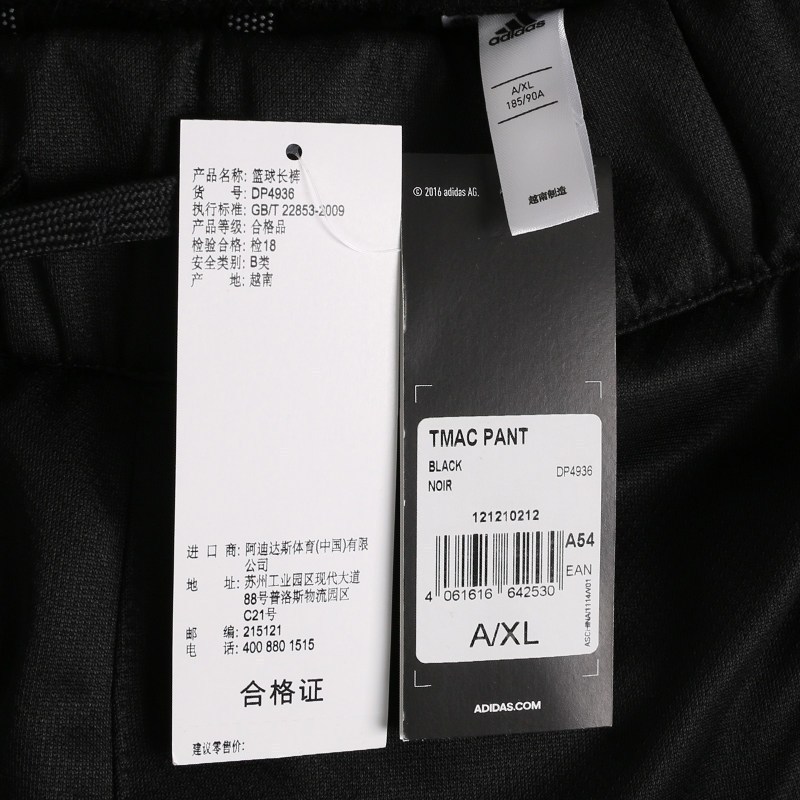 adidas
A/XL
185/90A
越南制造
产品名称: 篮球长裤
货 号: DP4936
执行标准: GB/T 22853-2009
产品等级: 合格品
检验合格: 检18
安全类别: B类
产 地: 越南
进 口 商: 阿迪达斯体育(中国)有限
公司
地 址: 苏州工业园区现代大道
88号普洛斯物流园区
C21号
邮 编: 215121
电 话: 400 880 1515
合格证
建议零售价:
© 2016 adidas AG.
TMAC PANT
BLACK
NOIR
DP4936
121210212
A54
EAN
4 061616 642530
A/XL
ASCHINA/1114/V01
ADIDAS.COM